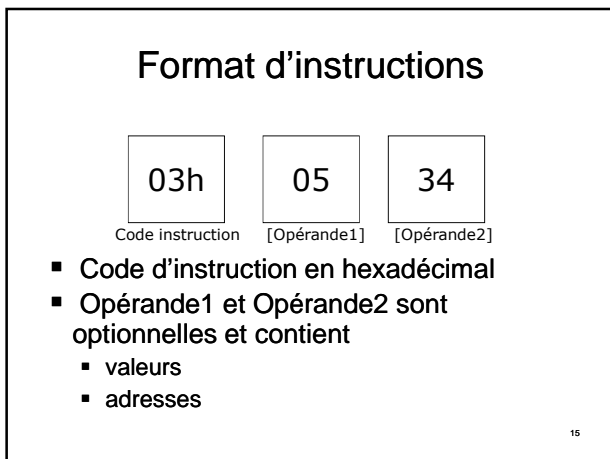 Format d'instructions
03h 05 34
Code instruction [Opérande1] [Opérande2]
▪ Code d'instruction en hexadécimal
▪ Opérande1 et Opérande2 sont
optionnelles et contient
▪ valeurs
▪ adresses
15